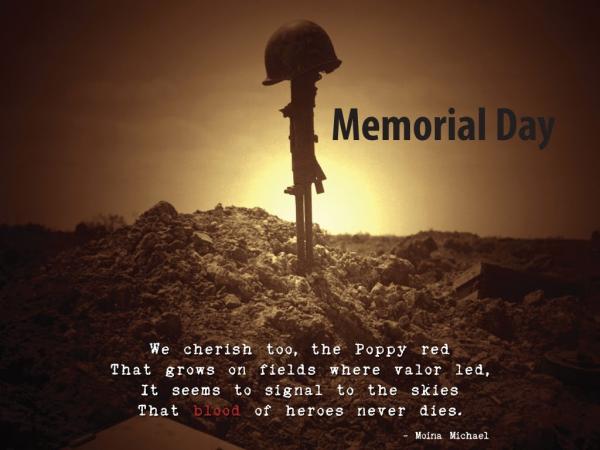 Memorial Day
We cherish too, the Poppy red
That grows on fields where valor led,
It seems to signal to the skies
That blood of heroes never dies.
- Moina Michael